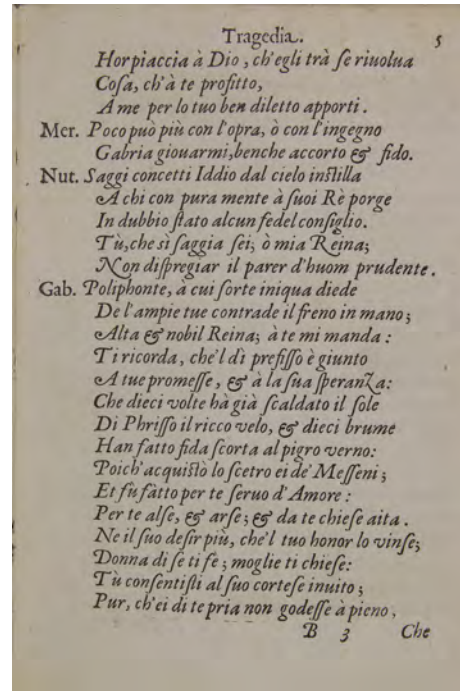 Tragedia. 5
Hor piaccia à Dio, ch'egli trà se riuolua
Cosa, ch'à te profitto,
A me per lo tuo ben diletto apporti.
Mer. Poco può più con l'opra, ò con l'ingegno
Gabria giouarmi, benche accorto & fido.
Nut. Saggi concetti Iddio dal cielo instilla
A chi con pura mente à suoi Rè porge
In dubbio stato alcun fedel consiglio.
Tù, che sì saggia sei, ò mia Reina;
Non dispregiar il parer d'huom prudente.
Gab. Poliphonte, à cui sorte iniqua diede
De l'ampie tue contrade il freno in mano;
Alta & nobil Reina; à te mi manda:
Ti ricorda, che'l dì prefisso è giunto
A tue promesse, & à la sua speranza:
Che dieci volte hà già scaldato il sole
Di Phrisso il ricco velo, & dieci brume
Han fatto fida scorta al pigro verno:
Poich'acquistò lo scetro ei de' Messeni;
Et fù fàtto per te seruo d'Amore:
Per te alse, & arse; & da te chiese aita.
Ne il suo desir più, che'l tuo honor lo vinse;
Donna di se ti fe; moglie ti chiese:
Tù consentisti al suo cortese inuito;
Pur, ch'ei di te pria non godesse à pieno,
B 3 Che